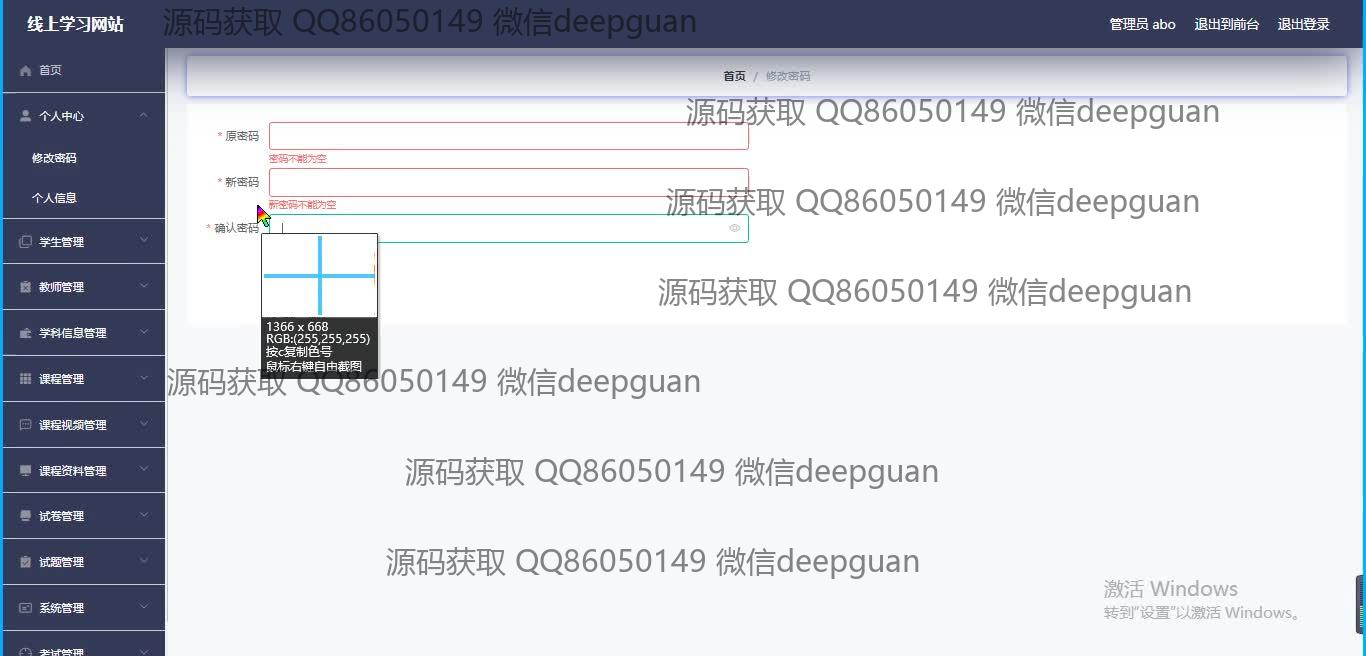 线上学习网站
源码获取 QQ86050149 微信deepguan
管理员 abo 退出到前台 退出登录
首页
个人中心
修改密码
个人信息
学生管理
教师管理
学科信息管理
课程管理
课程视频管理
课程资料管理
试卷管理
试题管理
系统管理
考试管理
首页 / 修改密码
源码获取 QQ86050149 微信deepguan
* 原密码
密码不能为空
* 新密码
新密码不能为空
源码获取 QQ86050149 微信deepguan
* 确认密码
1366 x 668
RGB:(255,255,255)
按c复制色号
鼠标右键自由截图
源码获取 QQ86050149 微信deepguan
源码获取 QQ86050149 微信deepguan
源码获取 QQ86050149 微信deepguan
源码获取 QQ86050149 微信deepguan
激活 Windows
转到"设置"以激活 Windows。